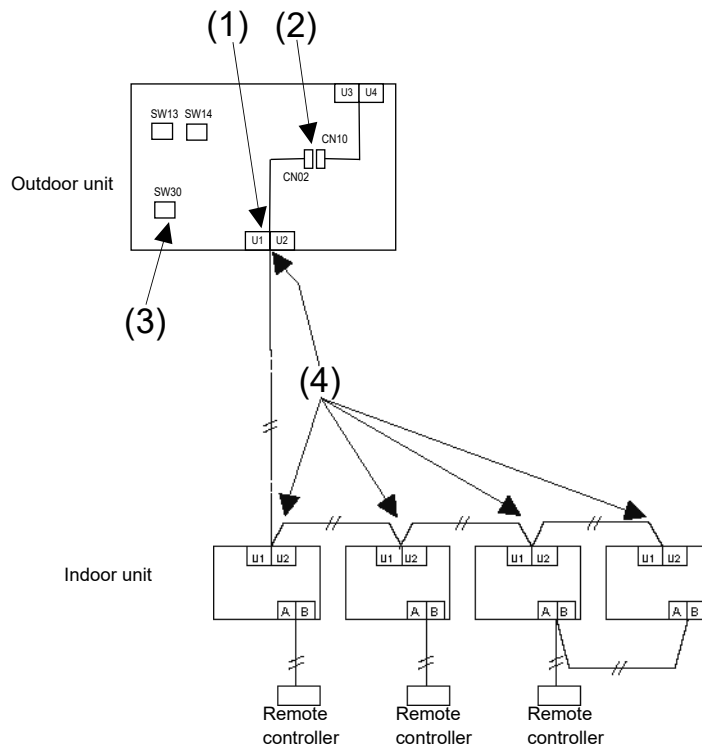 (1) (2)
U3 U4
SW13 SW14
CN10
CN02
Outdoor unit
SW30
U1 U2
(3)
(4)
U1 U2 U1 U2 U1 U2 U1 U2
Indoor unit
A B A B A B A B
Remote controller
Remote controller
Remote controller